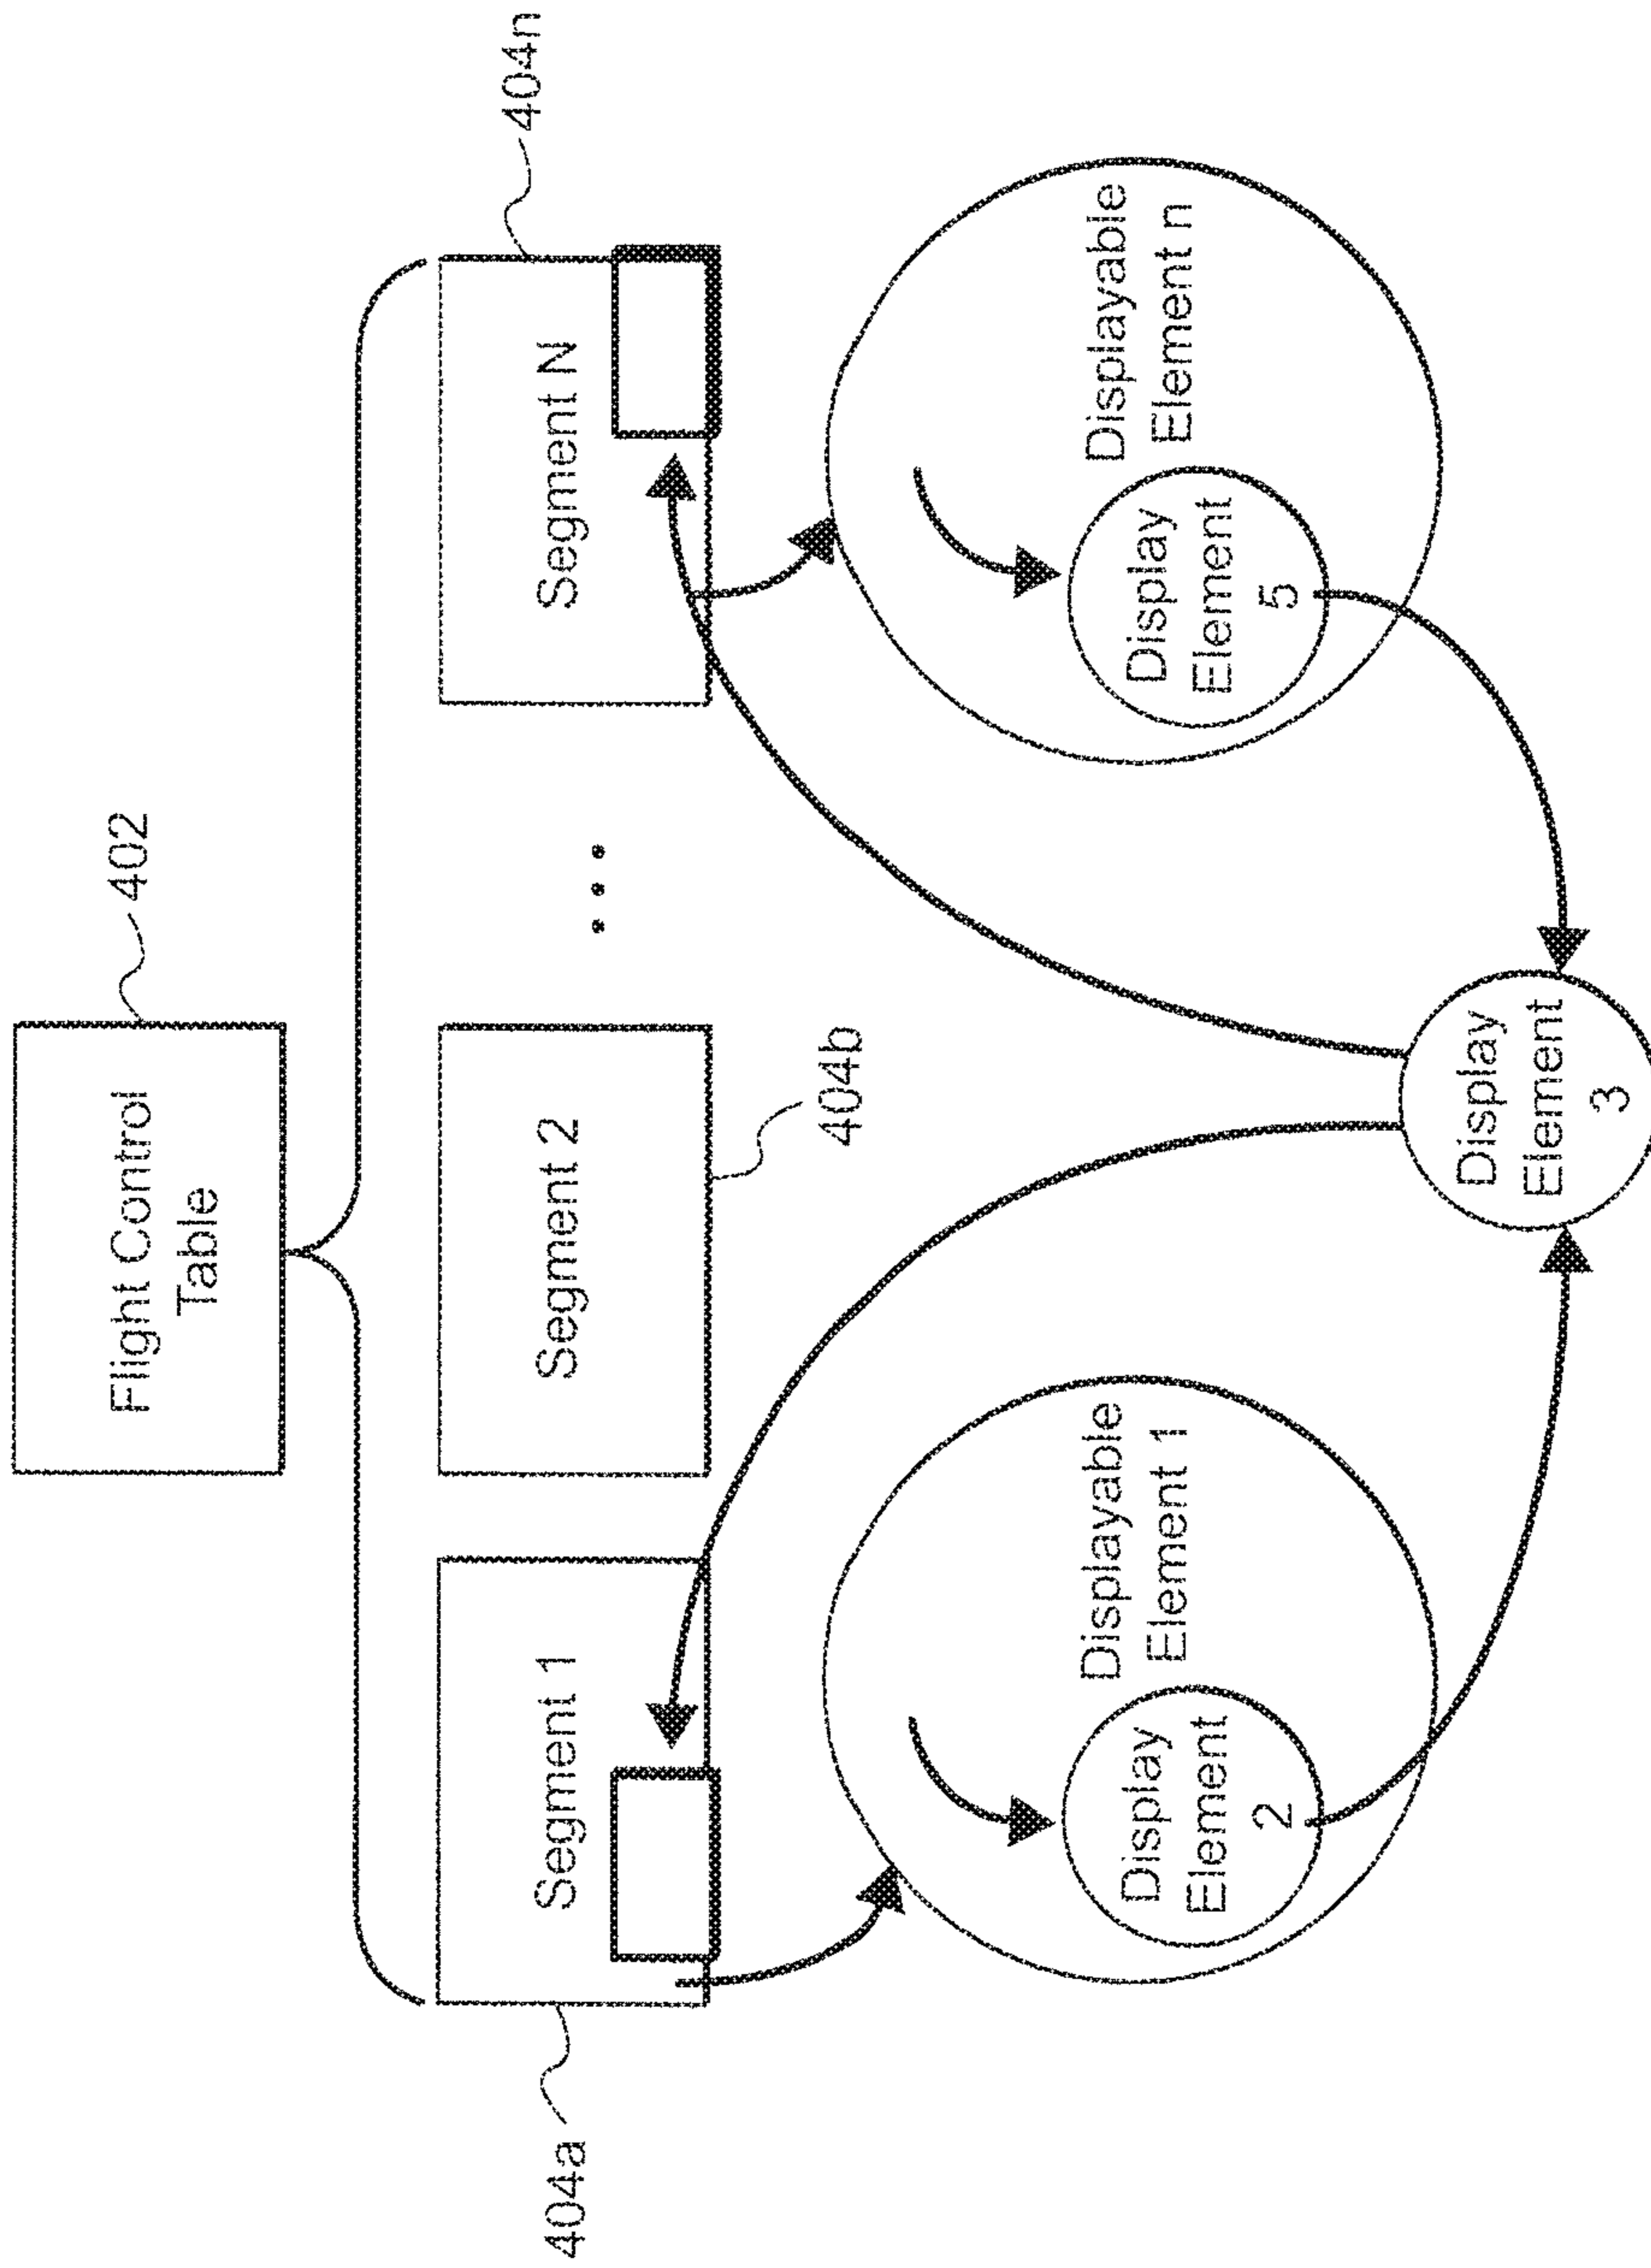 Flight Control
Table
402
404a
Segment 1
Segment 2
404b
Segment N
404n
Displayable
Element 1
Display
Element
2
Displayable
Element n
Display
Element
5
Display
Element
3